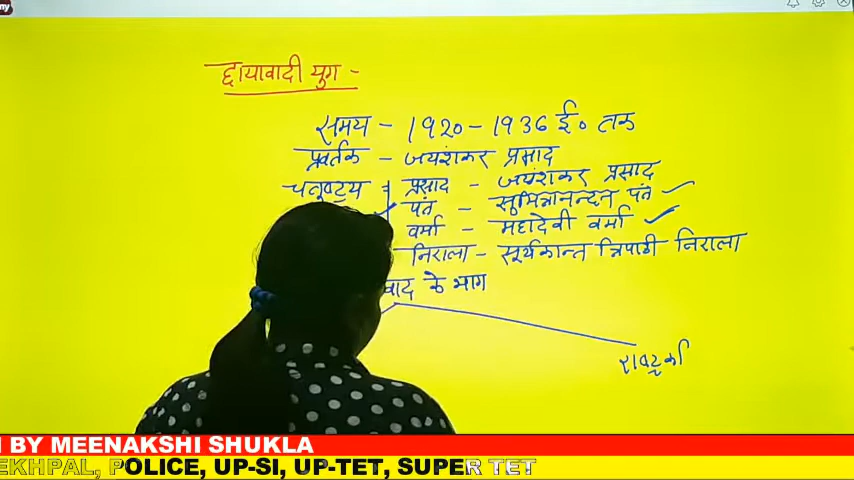 छायावादी युग -
समय - 1920 - 1936 ई० तक
प्रवर्तक - जयशंकर प्रसाद
चतुष्टय प्रसाद - जयशंकर प्रसाद
पंत - सुमित्रानन्दन पंत
वर्मा - महादेवी वर्मा
निराला - सूर्यकान्त त्रिपाठी निराला
वाद के भाग
BY MEENAKSHI SHUKLA
EKHPAL, POLICE, UP-SI, UP-TET, SUPER TET